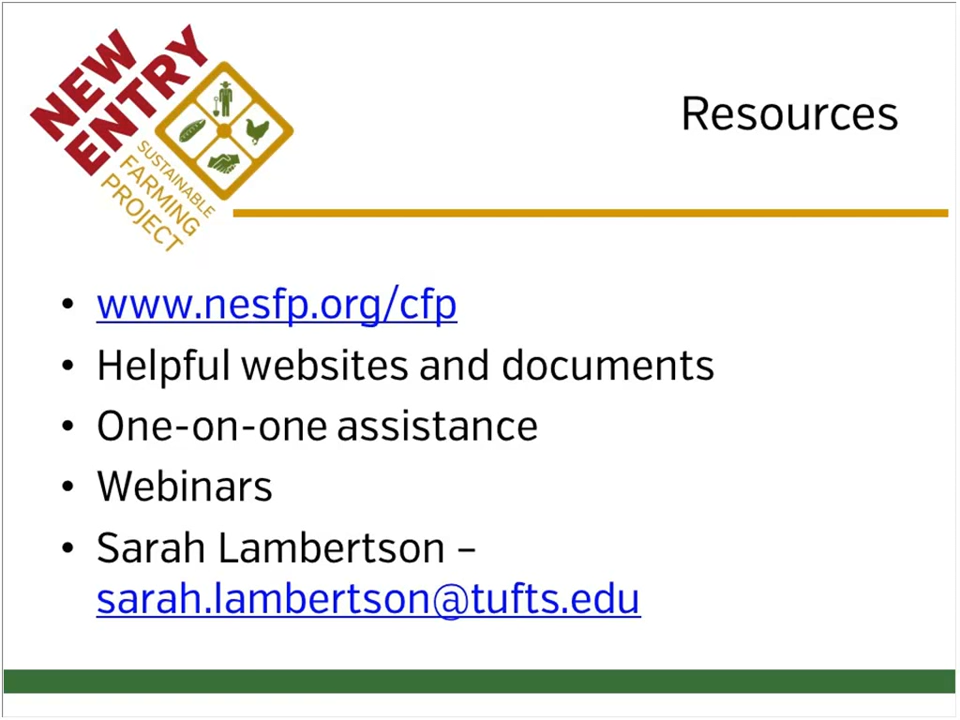 NEW
ENTRY
SUSTAINABLE
FARMING
PROJECT
Resources
• www.nesfp.org/cfp
• Helpful websites and documents
• One-on-one assistance
• Webinars
• Sarah Lambertson –
sarah.lambertson@tufts.edu